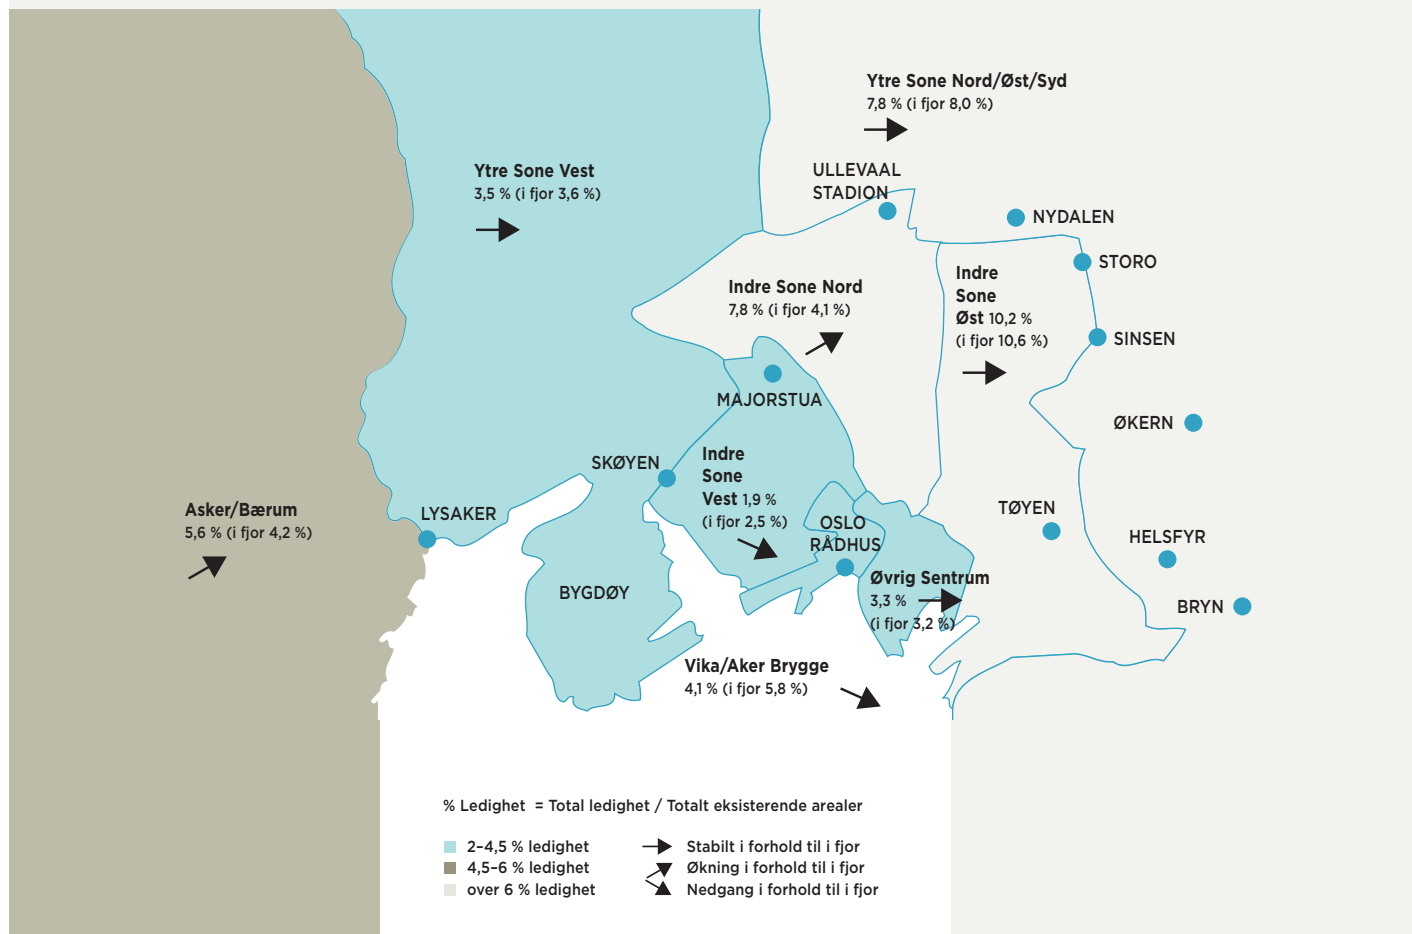 Ytre Sone Nord/Øst/Syd
7,8 % (i fjor 8,0 %)
Ytre Sone Vest
3,5 % (i fjor 3,6 %)
ULLEVAAL
STADION
NYDALEN
STORO
Indre Sone Nord
7,8 % (i fjor 4,1 %)
Indre
Sone
Øst 10,2 %
(i fjor 10,6 %)
SINSEN
MAJORSTUA
ØKERN
SKØYEN
Indre
Sone
Vest 1,9 %
(i fjor 2,5 %)
Asker/Bærum
5,6 % (i fjor 4,2 %)
LYSAKER
OSLO
RÅDHUS
TØYEN
HELSFYR
BYGDØY
Øvrig Sentrum
3,3 %
(i fjor 3,2 %)
BRYN
Vika/Aker Brygge
4,1 % (i fjor 5,8 %)
% Ledighet = Total ledighet / Totalt eksisterende arealer
2–4,5 % ledighet
4,5–6 % ledighet
over 6 % ledighet
Stabilt i forhold til i fjor
Økning i forhold til i fjor
Nedgang i forhold til i fjor